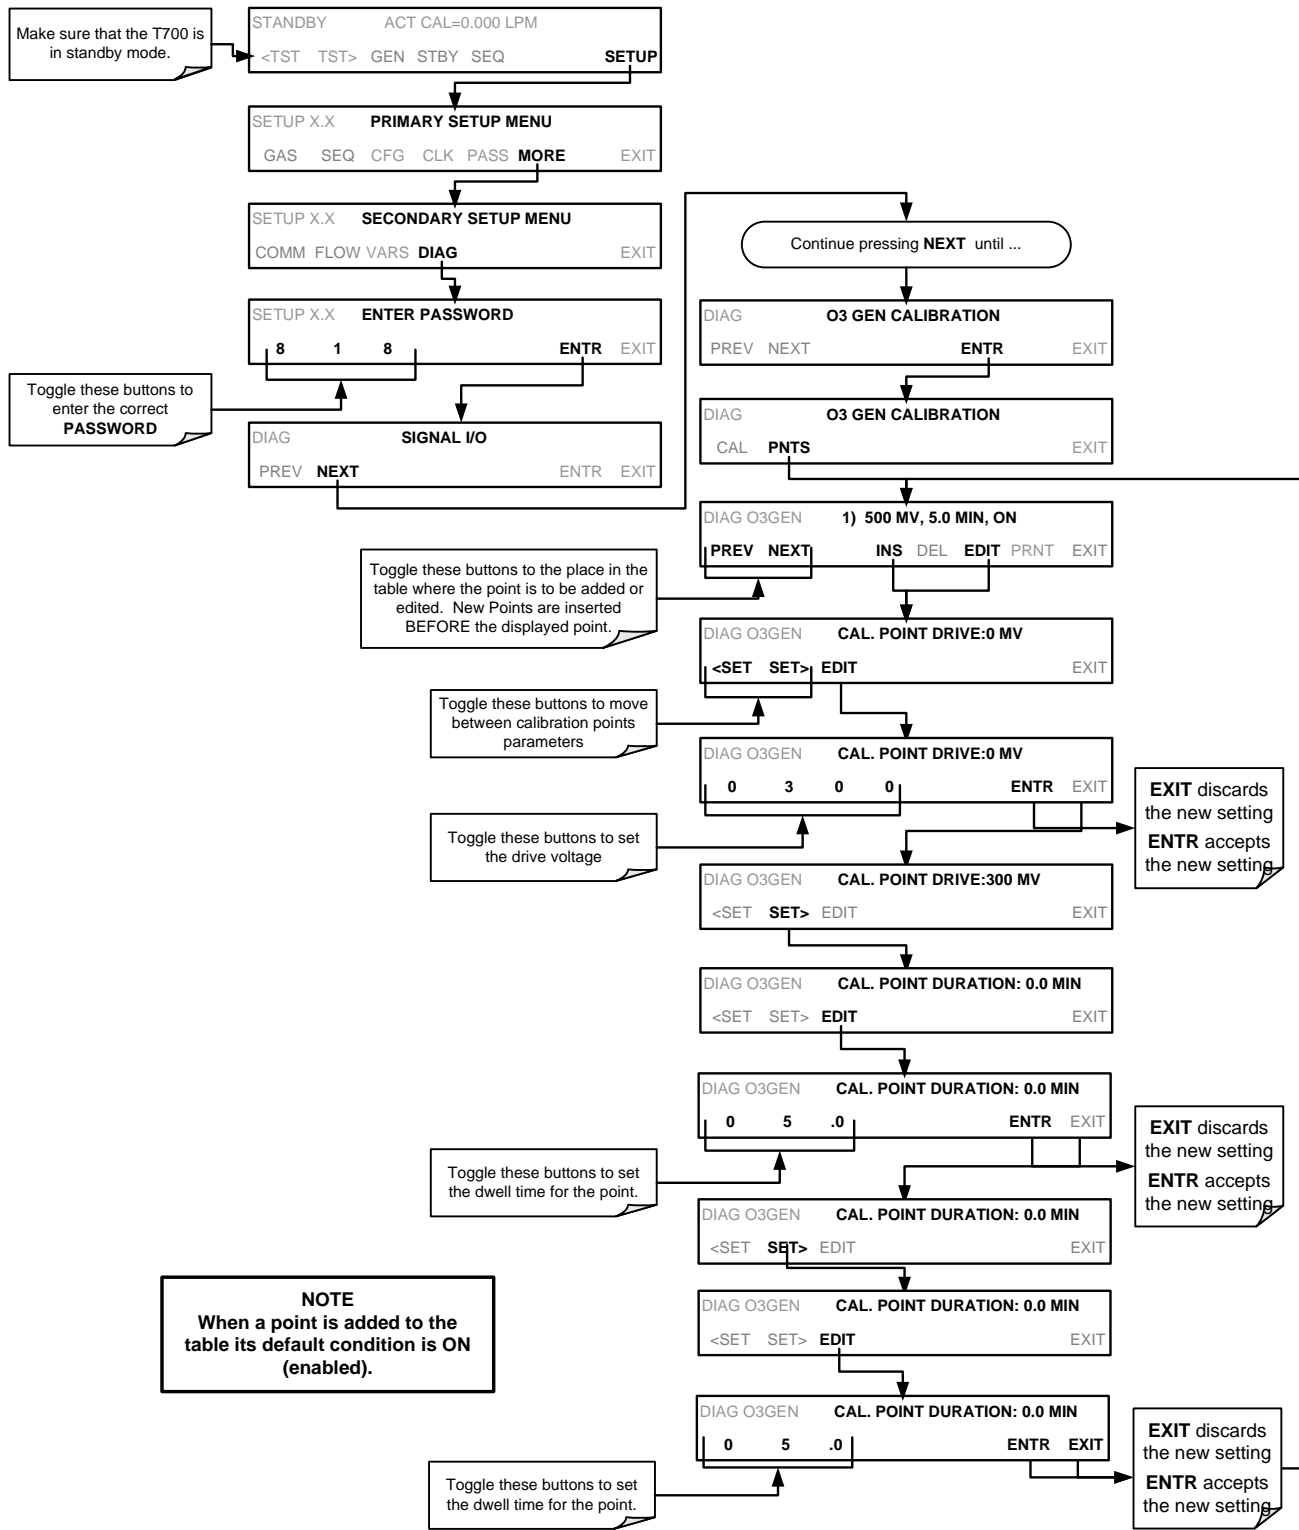 Make sure that the T700 is
in standby mode.
STANDBY ACT CAL=0.000 LPM
<TST TST> GEN STBY SEQ SETUP
SETUP X.X PRIMARY SETUP MENU
GAS SEQ CFG CLK PASS MORE EXIT
SETUP X.X SECONDARY SETUP MENU
COMM FLOW VARS DIAG EXIT
SETUP X.X ENTER PASSWORD
8 1 8 ENTR EXIT
Toggle these buttons to
enter the correct
PASSWORD
DIAG SIGNAL I/O
PREV NEXT ENTR EXIT
Continue pressing NEXT until ...
DIAG O3 GEN CALIBRATION
PREV NEXT ENTR EXIT
DIAG O3 GEN CALIBRATION
CAL PNTS EXIT
DIAG O3GEN 1) 500 MV, 5.0 MIN, ON
PREV NEXT INS DEL EDIT PRNT EXIT
Toggle these buttons to the place in the
table where the point is to be added or
edited. New Points are inserted
BEFORE the displayed point.
DIAG O3GEN CAL. POINT DRIVE:0 MV
<SET SET> EDIT EXIT
Toggle these buttons to move
between calibration points
parameters
DIAG O3GEN CAL. POINT DRIVE:0 MV
0 3 0 0 ENTR EXIT
EXIT discards
the new setting
ENTR accepts
the new setting
Toggle these buttons to set
the drive voltage
DIAG O3GEN CAL. POINT DRIVE:300 MV
<SET SET> EDIT EXIT
DIAG O3GEN CAL. POINT DURATION: 0.0 MIN
<SET SET> EDIT EXIT
DIAG O3GEN CAL. POINT DURATION: 0.0 MIN
0 5 .0 ENTR EXIT
EXIT discards
the new setting
ENTR accepts
the new setting
Toggle these buttons to set
the dwell time for the point.
DIAG O3GEN CAL. POINT DURATION: 0.0 MIN
<SET SET> EDIT EXIT
NOTE
When a point is added to the
table its default condition is ON
(enabled).
DIAG O3GEN CAL. POINT DURATION: 0.0 MIN
<SET SET> EDIT EXIT
DIAG O3GEN CAL. POINT DURATION: 0.0 MIN
0 5 .0 ENTR EXIT
EXIT discards
the new setting
ENTR accepts
the new setting
Toggle these buttons to set
the dwell time for the point.